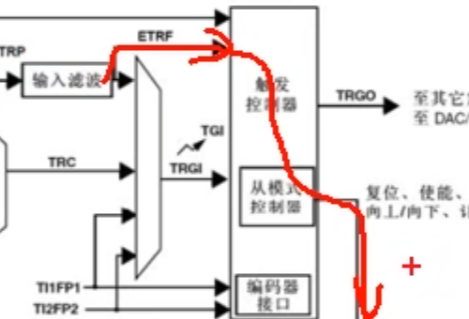 ETRF
TRP
输入滤波
触发
控制器
TRGO
至其它
至 DAC/
TGI
TRC
TRGI
从模式
控制器
复位、使能、
向上/向下、
TI1FP1
TI2FP2
编码器
接口